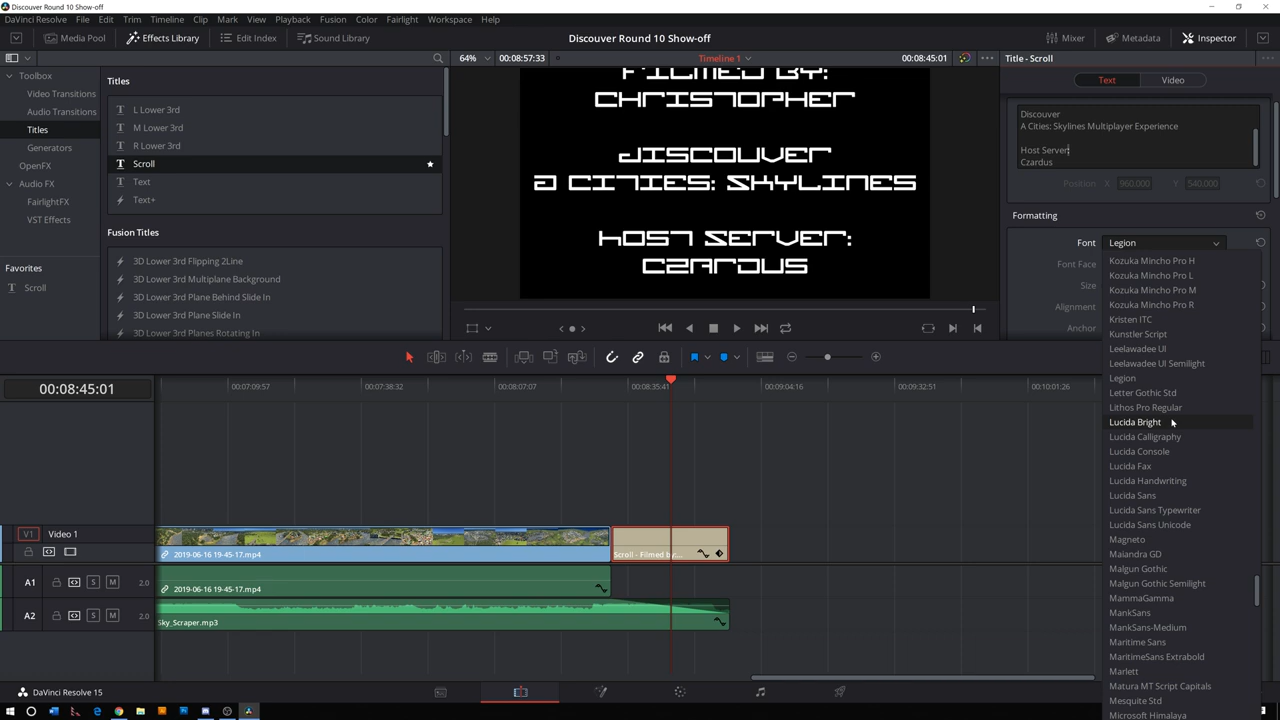 Discover Round 10 Show-off
DaVinci Resolve File Edit Trim Timeline Clip Mark View Playback Fusion Color Fairlight Workspace Help
Media Pool Effects Library Edit Index Sound Library Discover Round 10 Show-off Mixer Metadata Inspector
64% 00:08:57:33 Timeline 1 00:08:45:01 Title - Scroll
Toolbox
Video Transitions
Audio Transitions
Titles
Generators
OpenFX
Audio FX
FairlightFX
VST Effects
Favorites
Scroll
Titles
L Lower 3rd
M Lower 3rd
R Lower 3rd
Scroll
Text
Text+
Fusion Titles
3D Lower 3rd Flipping 2Line
3D Lower 3rd Multiplane Background
3D Lower 3rd Plane Behind Slide In
3D Lower 3rd Plane Slide In
3D Lower 3rd Planes Rotating In
FILMED BY:
CHRISTOPHER
DISCOVER
A CITIES: SKYLINES
HOST SERVER:
CZARDUS
Text Video
Discover
A Cities: Skylines Multiplayer Experience
Host Server:
Czardus
Position X 960.000 Y 540.000
Formatting
Font Legion
Font Face
Size
Alignment
Anchor
Kozuka Mincho Pro H
Kozuka Mincho Pro L
Kozuka Mincho Pro M
Kozuka Mincho Pro R
Kristen ITC
Kunstler Script
Leelawadee UI
Leelawadee UI Semilight
Legion
Letter Gothic Std
Lithos Pro Regular
Lucida Bright
Lucida Calligraphy
Lucida Console
Lucida Fax
Lucida Handwriting
Lucida Sans
Lucida Sans Typewriter
Lucida Sans Unicode
Magneto
Maiandra GD
Malgun Gothic
Malgun Gothic Semilight
MammaGamma
MankSans
MankSans-Medium
Maritime Sans
MaritimeSans Extrabold
Marlett
Matura MT Script Capitals
Mesquite Std
Microsoft Himalaya
00:08:45:01
00:07:09:57 00:07:38:32 00:08:07:07 00:08:35:41 00:09:04:16 00:09:32:51 00:10:01:26
V1 Video 1
2019-06-16 19-45-17.mp4 Scroll - Filmed by:...
A1 S M 2.0 2019-06-16 19-45-17.mp4
A2 S M 2.0 Sky_Scraper.mp3
DaVinci Resolve 15